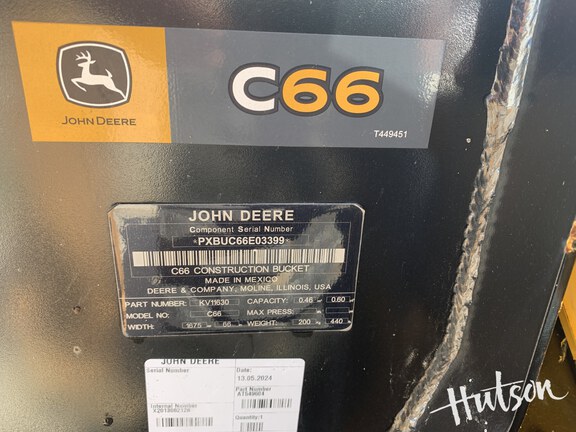 JOHN DEERE
C66
T449451
JOHN DEERE
Component Serial Number
*PXBUC66E03399*
C66 CONSTRUCTION BUCKET
MADE IN MEXICO
DEERE & COMPANY, MOLINE, ILLINOIS, USA
PART NUMBER: KV11630 CAPACITY: 0.46 0.60
MODEL NO: C66 MAX PRESS:
WIDTH: 1675 66 WEIGHT: 200 440
JOHN DEERE
Serial Number
Date:
13.05.2024
Part Number
Internal Number
Quantity:1
Hutson